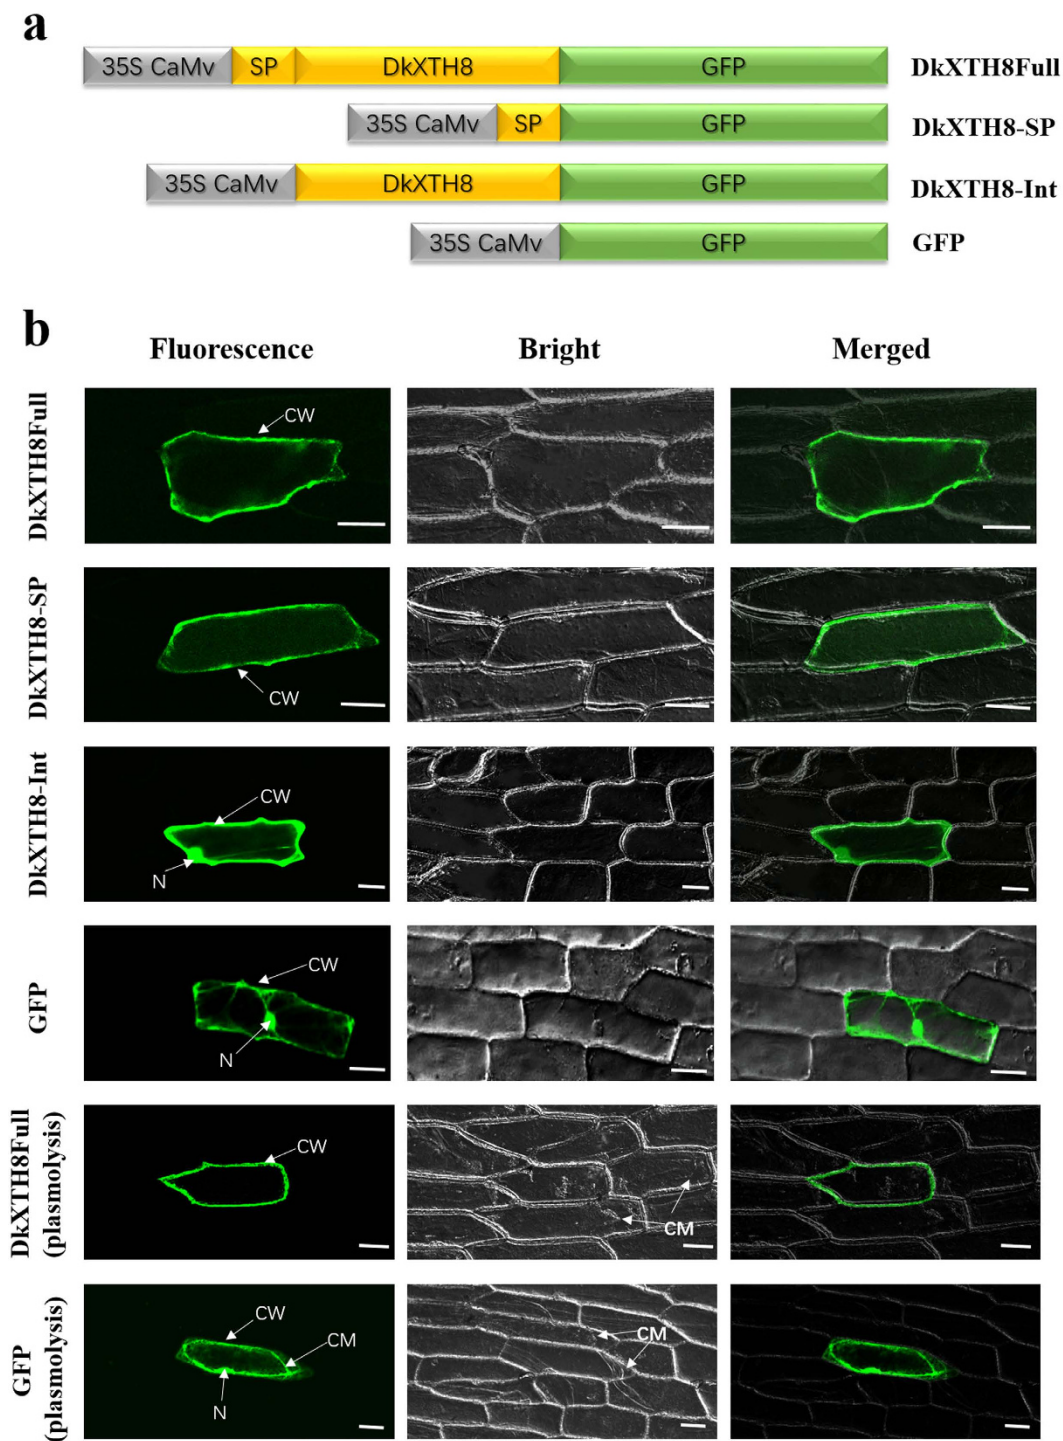 a
35S CaMv SP DkXTH8 GFP DkXTH8Full
35S CaMv SP GFP DkXTH8-SP
35S CaMv DkXTH8 GFP DkXTH8-Int
35S CaMv GFP GFP
b
Fluorescence Bright Merged
DkXTH8Full
CW
DkXTH8-SP
CW
DkXTH8-Int
CW
N
GFP
CW
N
DkXTH8Full
(plasmolysis)
CW
CM
GFP
(plasmolysis)
CW
CM
N
CM